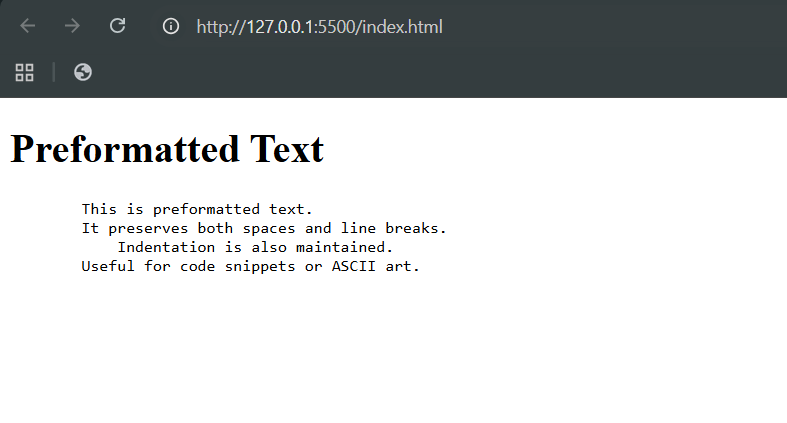 http://127.0.0.1:5500/index.html
Preformatted Text
This is preformatted text.
It preserves both spaces and line breaks.
    Indentation is also maintained.
Useful for code snippets or ASCII art.